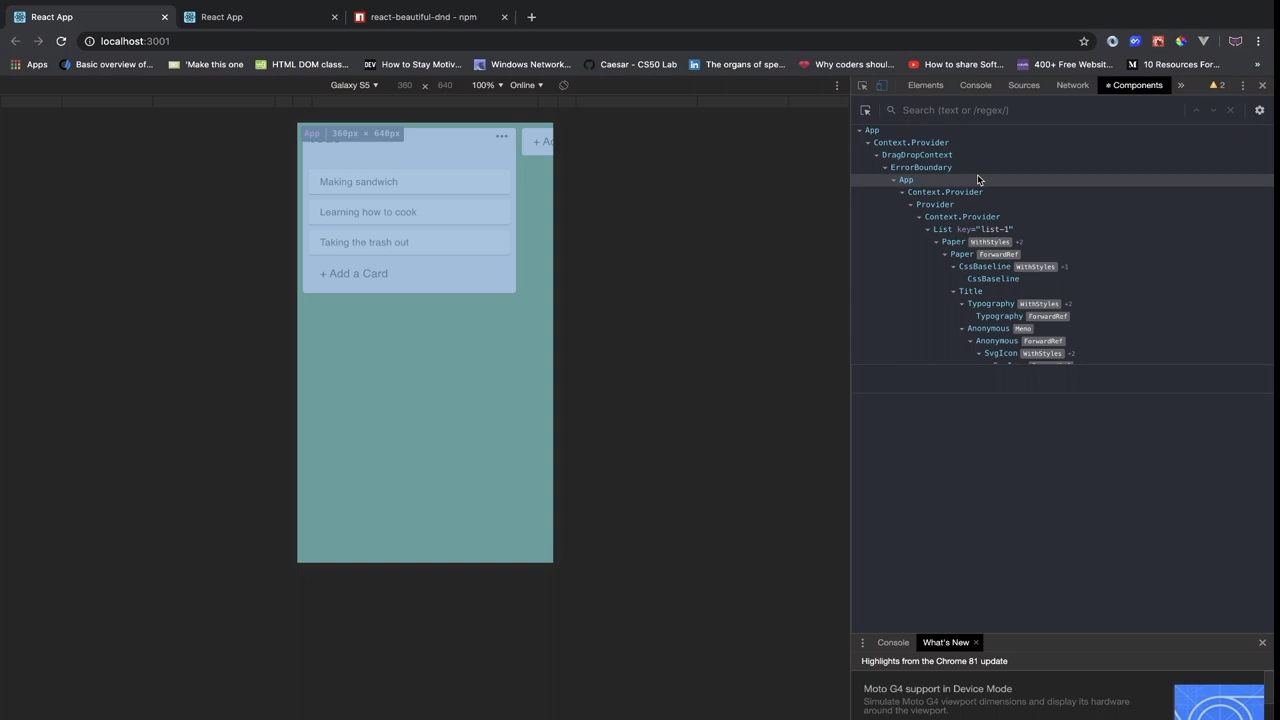 React App
React App
react-beautiful-dnd - npm
localhost:3001
Apps
Basic overview of...
'Make this one
HTML DOM class...
DEV How to Stay Motiv...
Windows Network...
Caesar - CS50 Lab
The organs of spe...
Why coders shoul...
How to share Soft...
400+ Free Websit...
M 10 Resources For...
Galaxy S5 ▾ 360 × 640 100% ▾ Online ▾
Elements Console Sources Network Components » 2
Search (text or /regex/)
App | 360px × 640px
+ Ad
Making sandwich
Learning how to cook
Taking the trash out
+ Add a Card
App
Context.Provider
DragDropContext
ErrorBoundary
App
Context.Provider
Provider
Context.Provider
List key="list-1"
Paper WithStyles +2
Paper ForwardRef
CssBaseline WithStyles +1
CssBaseline
Title
Typography WithStyles +2
Typography ForwardRef
Anonymous Memo
Anonymous ForwardRef
SvgIcon WithStyles +2
Console What's New ×
Highlights from the Chrome 81 update
Moto G4 support in Device Mode
Simulate Moto G4 viewport dimensions and display its hardware
around the viewport.